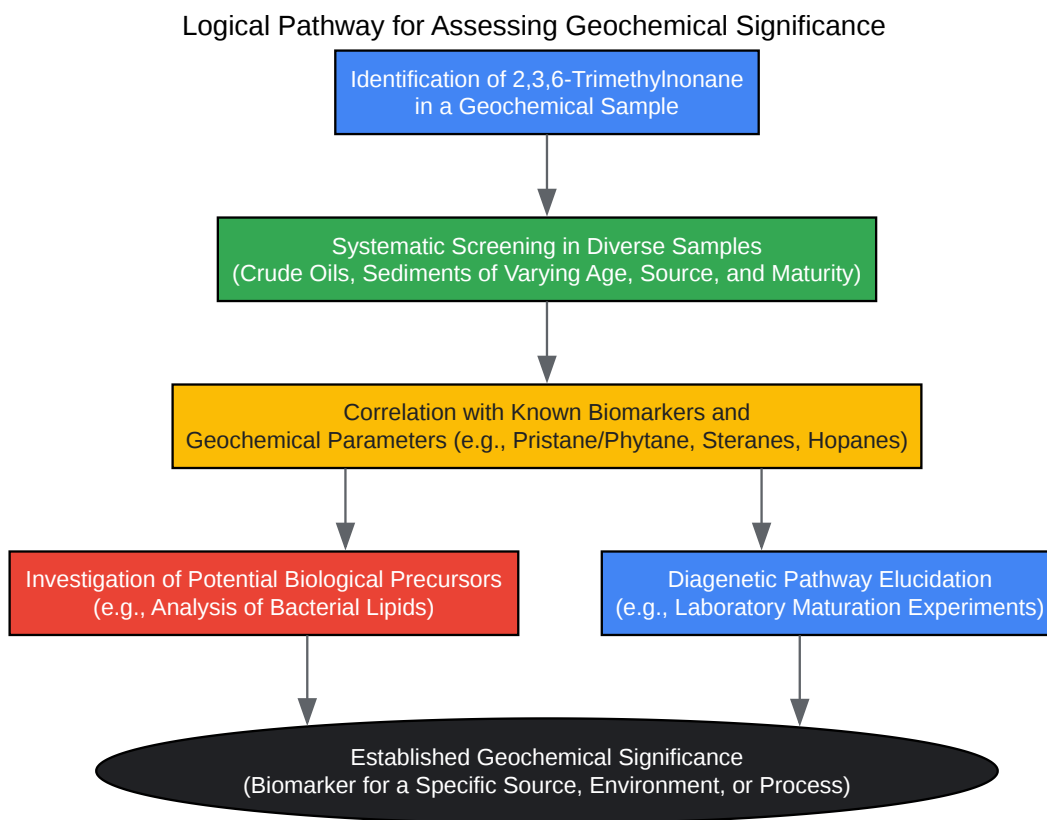 Logical Pathway for Assessing Geochemical Significance
Identification of 2,3,6-Trimethylnonane
in a Geochemical Sample
Systematic Screening in Diverse Samples
(Crude Oils, Sediments of Varying Age, Source, and Maturity)
Correlation with Known Biomarkers and
Geochemical Parameters (e.g., Pristane/Phytane, Steranes, Hopanes)
Investigation of Potential Biological Precursors
(e.g., Analysis of Bacterial Lipids)
Diagenetic Pathway Elucidation
(e.g., Laboratory Maturation Experiments)
Established Geochemical Significance
(Biomarker for a Specific Source, Environment, or Process)